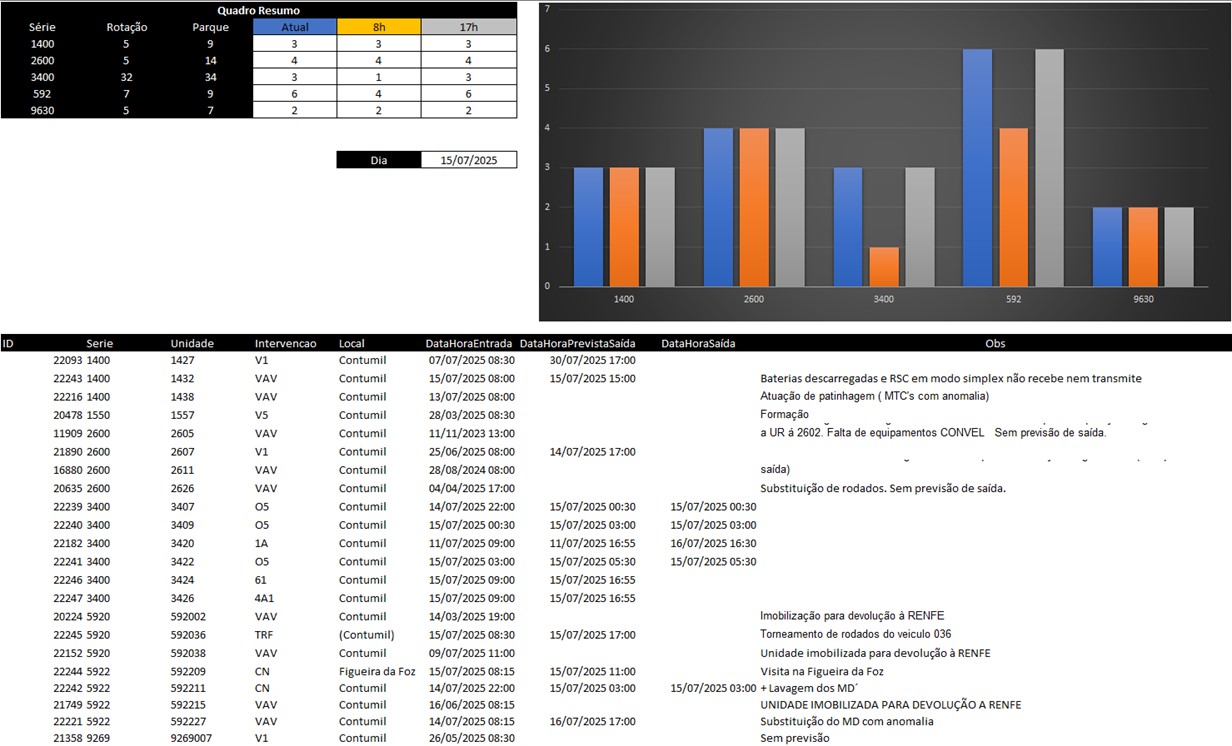 Quadro Resumo
Série Rotação Parque Atual 8h 17h
1400 5 9 3 3 3
2600 5 14 4 4 4
3400 32 34 3 1 3
592 7 9 6 4 6
9630 5 7 2 2 2
Dia 15/07/2025
7
6
5
4
3
2
1
0
1400 2600 3400 592 9630
ID Serie Unidade Intervencao Local DataHoraEntrada DataHoraPrevistaSaída DataHoraSaída Obs
22093 1400 1427 V1 Contumil 07/07/2025 08:30 30/07/2025 17:00
22243 1400 1432 VAV Contumil 15/07/2025 08:00 15/07/2025 15:00 Baterias descarregadas e RSC em modo simplex não recebe nem transmite
22216 1400 1438 VAV Contumil 13/07/2025 08:00 Atuação de patinhagem ( MTC's com anomalia)
20478 1550 1557 V5 Contumil 28/03/2025 08:30 Formação
11909 2600 2605 VAV Contumil 11/11/2023 13:00 a UR á 2602. Falta de equipamentos CONVEL Sem previsão de saída.
21890 2600 2607 V1 Contumil 25/06/2025 08:00 14/07/2025 17:00
16880 2600 2611 VAV Contumil 28/08/2024 08:00 saída)
20635 2600 2626 VAV Contumil 04/04/2025 17:00 Substituição de rodados. Sem previsão de saída.
22239 3400 3407 O5 Contumil 14/07/2025 22:00 15/07/2025 00:30 15/07/2025 00:30
22240 3400 3409 O5 Contumil 15/07/2025 00:30 15/07/2025 03:00 15/07/2025 03:00
22182 3400 3420 1A Contumil 11/07/2025 09:00 11/07/2025 16:55 16/07/2025 16:30
22241 3400 3422 O5 Contumil 15/07/2025 03:00 15/07/2025 05:30 15/07/2025 05:30
22246 3400 3424 61 Contumil 15/07/2025 09:00 15/07/2025 16:55
22247 3400 3426 4A1 Contumil 15/07/2025 09:00 15/07/2025 16:55
20224 5920 592002 VAV Contumil 14/03/2025 19:00 Imobilização para devolução à RENFE
22245 5920 592036 TRF (Contumil) 15/07/2025 08:30 15/07/2025 17:00 Torneamento de rodados do veiculo 036
22152 5920 592038 VAV Contumil 09/07/2025 11:00 Unidade imobilizada para devolução à RENFE
22244 5922 592209 CN Figueira da Foz 15/07/2025 08:15 15/07/2025 11:00 Visita na Figueira da Foz
22242 5922 592211 CN Contumil 14/07/2025 22:00 15/07/2025 03:00 15/07/2025 03:00 + Lavagem dos MD´
21749 5922 592215 VAV Contumil 16/06/2025 08:15 UNIDADE IMOBILIZADA PARA DEVOLUÇÃO A RENFE
22221 5922 592227 VAV Contumil 14/07/2025 08:15 16/07/2025 17:00 Substituição do MD com anomalia
21358 9269 9269007 V1 Contumil 26/05/2025 08:30 Sem previsão